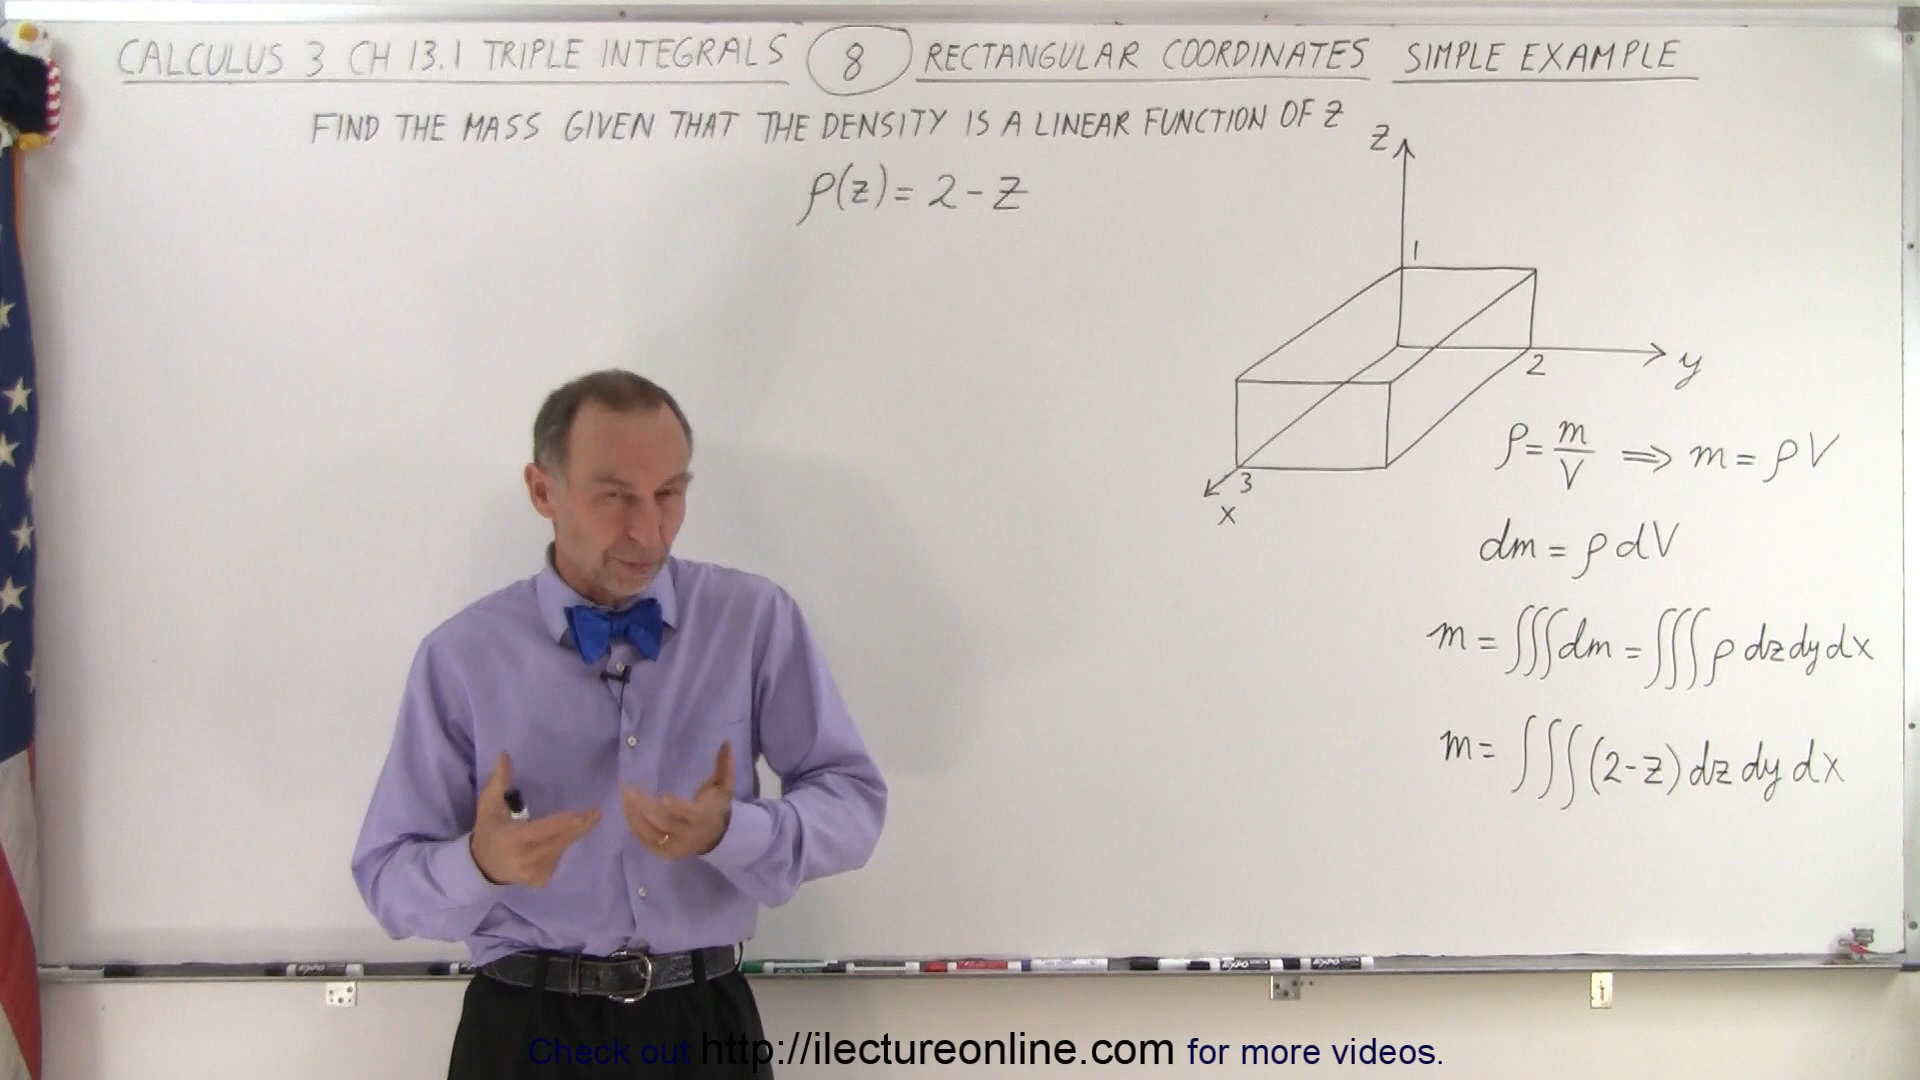 CALCULUS 3 CH 13.1 TRIPLE INTEGRALS 8 RECTANGULAR COORDINATES SIMPLE EXAMPLE
FIND THE MASS GIVEN THAT THE DENSITY IS A LINEAR FUNCTION OF Z
ρ(z) = 2 - Z
Z
1
2
y
3
x
ρ = m/V ⇒ m = ρV
dm = ρ dV
m = ∫∫∫ dm = ∫∫∫ ρ dz dy dx
m = ∫∫∫ (2-z) dz dy dx
Check out http://ilectureonline.com for more videos.